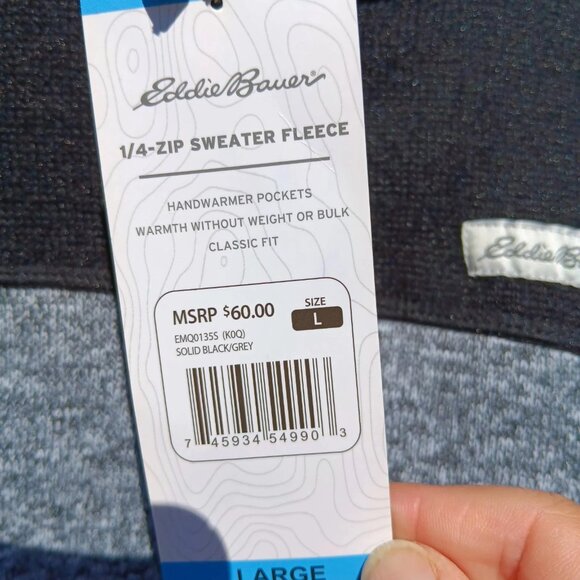 Eddie Bauer®
1/4-ZIP SWEATER FLEECE
HANDWARMER POCKETS
WARMTH WITHOUT WEIGHT OR BULK
CLASSIC FIT
MSRP $60.00
SIZE
L
EMQ0135S (K0Q)
SOLID BLACK/GREY
7 45934 54990 3
LARGE
Eddie B